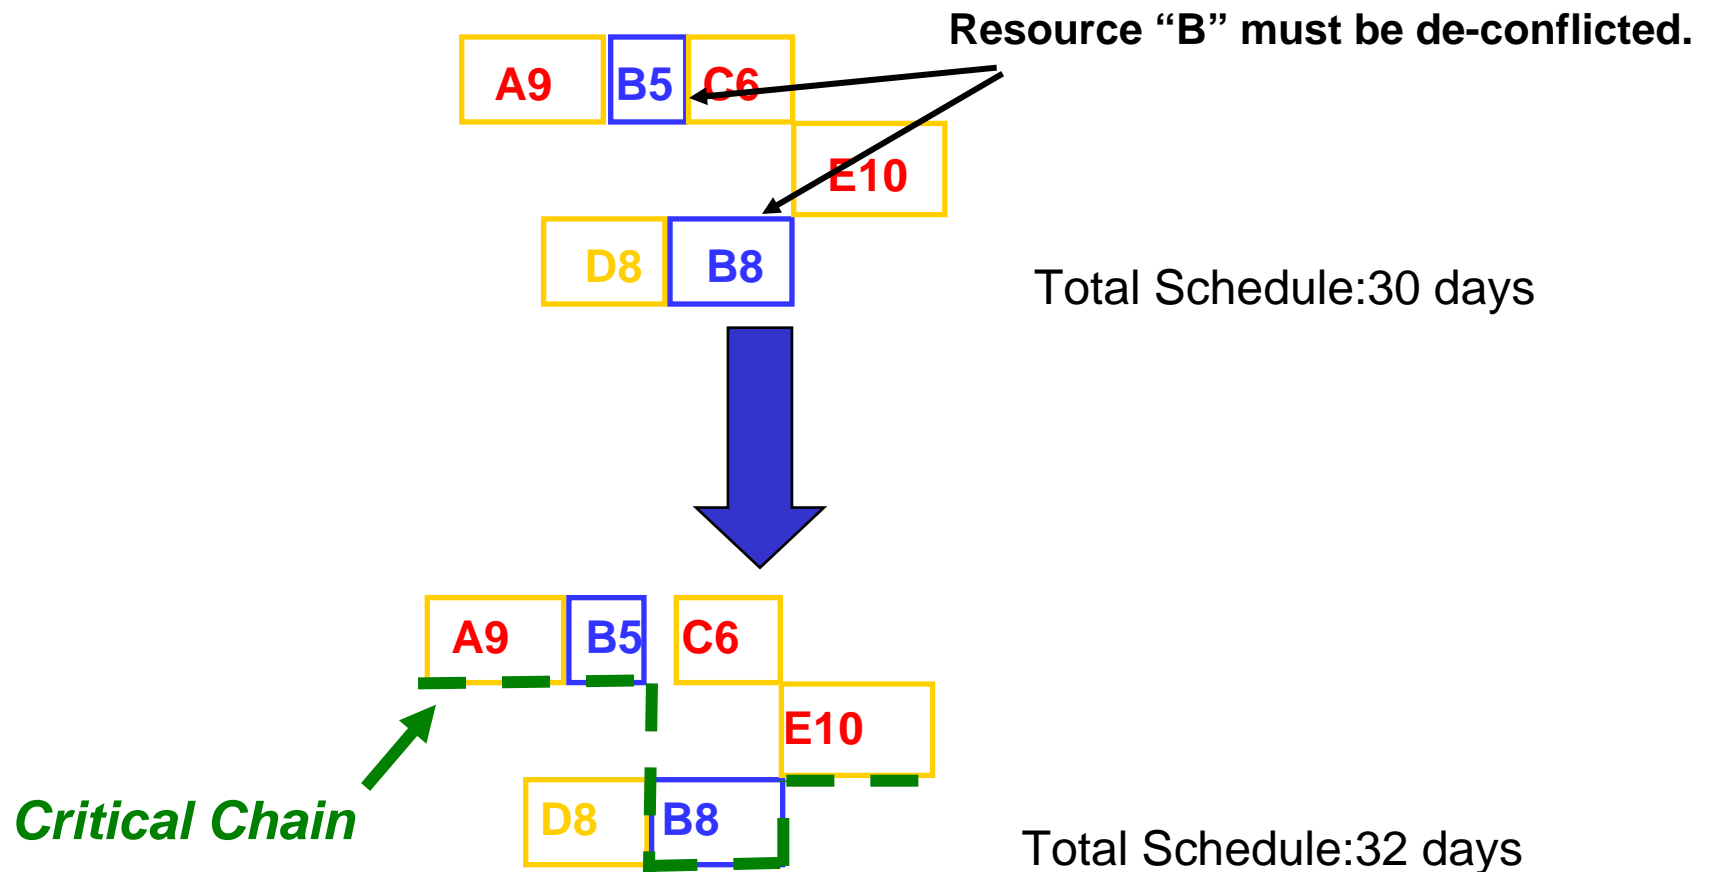 Resource “B” must be de-conflicted.
A9 B5 C6
E10
D8 B8
Total Schedule:30 days
A9 B5 C6
E10
Critical Chain
D8 B8
Total Schedule:32 days